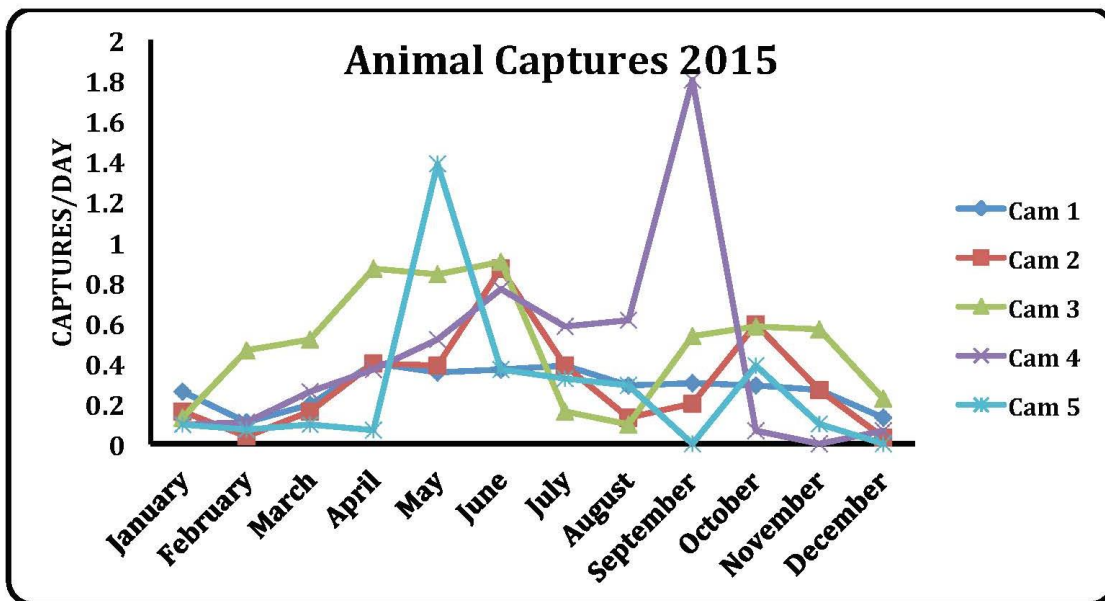 Animal Captures 2015
CAPTURES/DAY
2
1.8
1.6
1.4
1.2
1
0.8
0.6
0.4
0.2
0
January
February
March
April
May
June
July
August
September
October
November
December
Cam 1
Cam 2
Cam 3
Cam 4
Cam 5